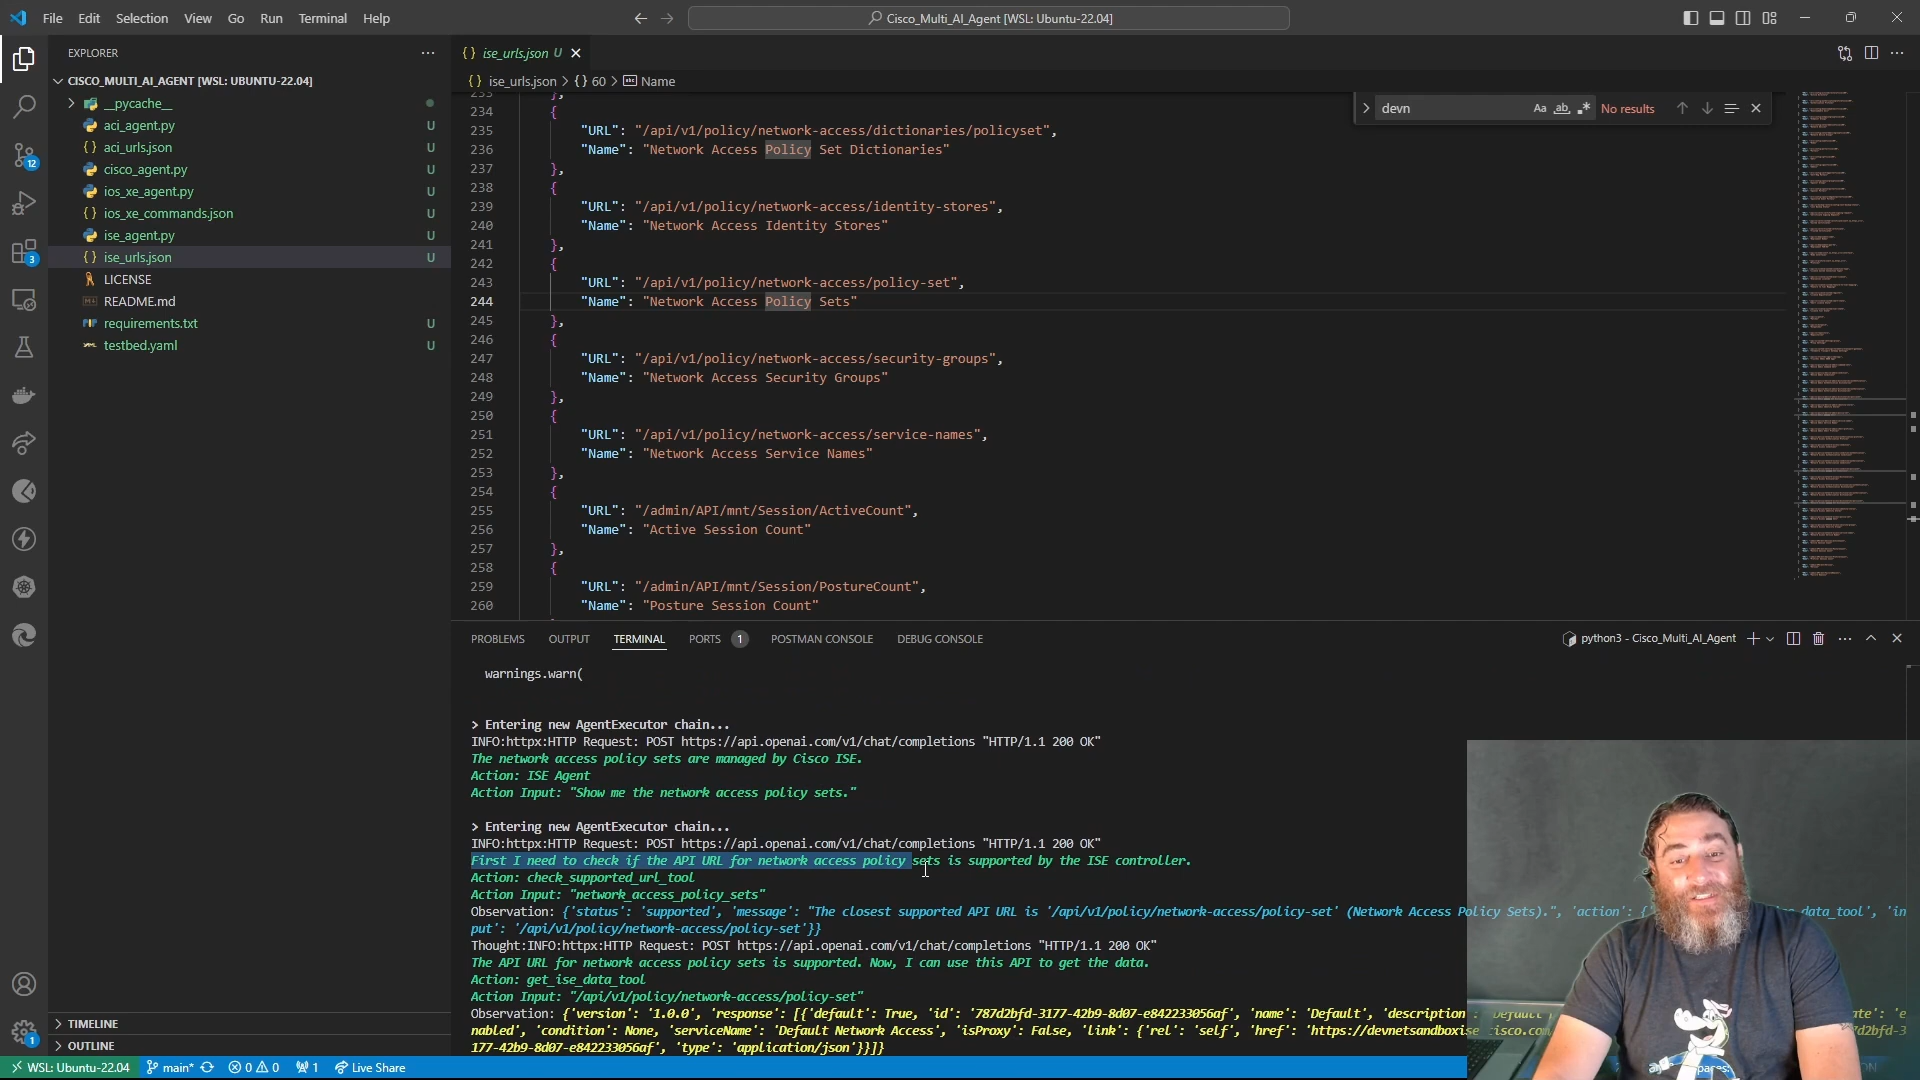 File Edit Selection View Go Run Terminal Help
Cisco_Multi_AI_Agent [WSL: Ubuntu-22.04]
EXPLORER
CISCO_MULTI_AI_AGENT [WSL: UBUNTU-22.04]
__pycache__
aci_agent.py U
aci_urls.json U
cisco_agent.py U
ios_xe_agent.py U
ios_xe_commands.json U
ise_agent.py U
ise_urls.json U
LICENSE
README.md
requirements.txt U
testbed.yaml U
TIMELINE
OUTLINE
12
3
1
{} ise_urls.json U
{} ise_urls.json > {} 60 > Name
devn Aa ab .* No results
233 },
234 {
235 "URL": "/api/v1/policy/network-access/dictionaries/policyset",
236 "Name": "Network Access Policy Set Dictionaries"
237 },
238 {
239 "URL": "/api/v1/policy/network-access/identity-stores",
240 "Name": "Network Access Identity Stores"
241 },
242 {
243 "URL": "/api/v1/policy/network-access/policy-set",
244 "Name": "Network Access Policy Sets"
245 },
246 {
247 "URL": "/api/v1/policy/network-access/security-groups",
248 "Name": "Network Access Security Groups"
249 },
250 {
251 "URL": "/api/v1/policy/network-access/service-names",
252 "Name": "Network Access Service Names"
253 },
254 {
255 "URL": "/admin/API/mnt/Session/ActiveCount",
256 "Name": "Active Session Count"
257 },
258 {
259 "URL": "/admin/API/mnt/Session/PostureCount",
260 "Name": "Posture Session Count"
PROBLEMS OUTPUT TERMINAL PORTS 1 POSTMAN CONSOLE DEBUG CONSOLE
python3 - Cisco_Multi_AI_Agent
warnings.warn(
> Entering new AgentExecutor chain...
INFO:httpx:HTTP Request: POST https://api.openai.com/v1/chat/completions "HTTP/1.1 200 OK"
The network access policy sets are managed by Cisco ISE.
Action: ISE Agent
Action Input: "Show me the network access policy sets."
> Entering new AgentExecutor chain...
INFO:httpx:HTTP Request: POST https://api.openai.com/v1/chat/completions "HTTP/1.1 200 OK"
First I need to check if the API URL for network access policy sets is supported by the ISE controller.
Action: check_supported_url_tool
Action Input: "network_access_policy_sets"
Observation: {'status': 'supported', 'message': "The closest supported API URL is '/api/v1/policy/network-access/policy-set' (Network Access Policy Sets).", 'action': { data_tool', 'in
put': '/api/v1/policy/network-access/policy-set'}}
Thought:INFO:httpx:HTTP Request: POST https://api.openai.com/v1/chat/completions "HTTP/1.1 200 OK"
The API URL for network access policy sets is supported. Now, I can use this API to get the data.
Action: get_ise_data_tool
Action Input: "/api/v1/policy/network-access/policy-set"
Observation: {'version': '1.0.0', 'response': [{'default': True, 'id': '787d2bfd-3177-42b9-8d07-e842233056af', 'name': 'Default', 'description'
nabled', 'condition': None, 'serviceName': 'Default Network Access', 'isProxy': False, 'link': {'rel': 'self', 'href': 'https://devnetsandboxise.cisco.com
177-42b9-8d07-e842233056af', 'type': 'application/json'}}]}
WSL: Ubuntu-22.04 main* 0 0 1 Live Share